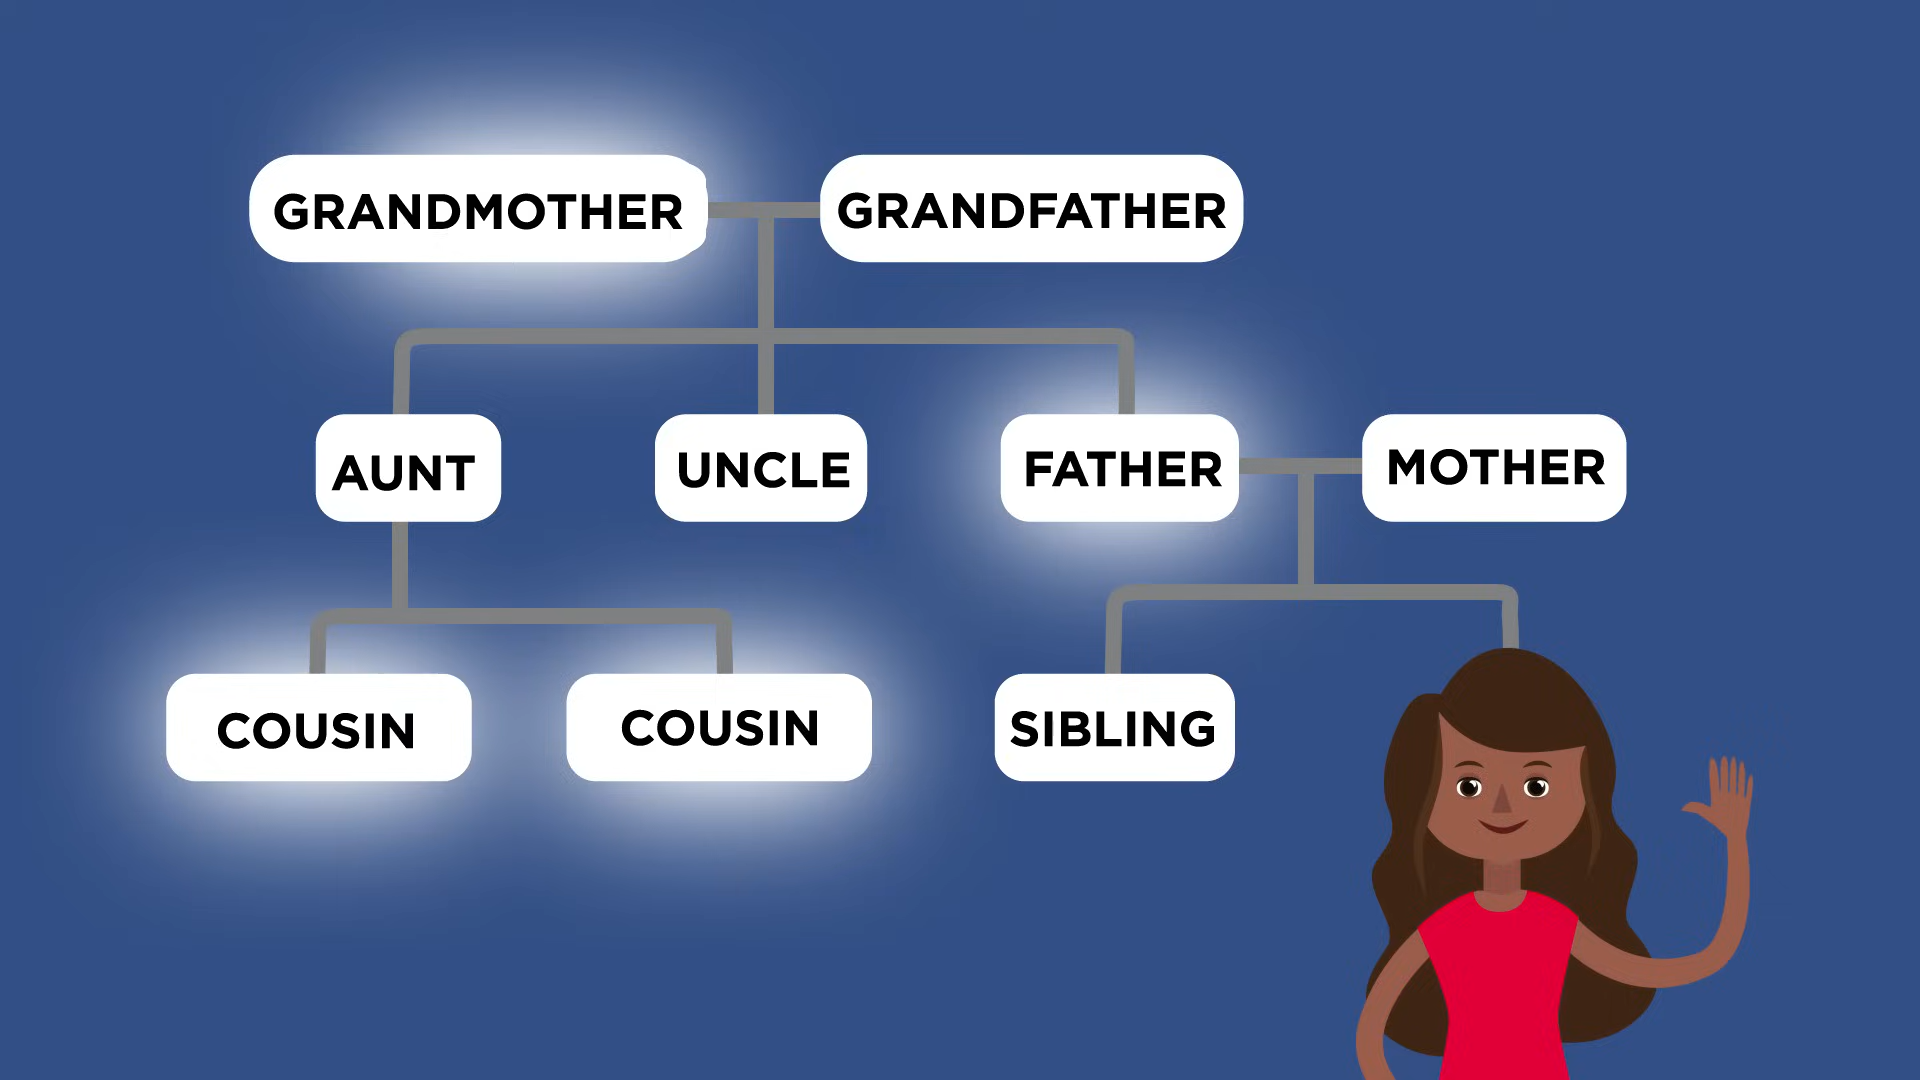 GRANDMOTHER GRANDFATHER
AUNT UNCLE FATHER MOTHER
COUSIN COUSIN SIBLING